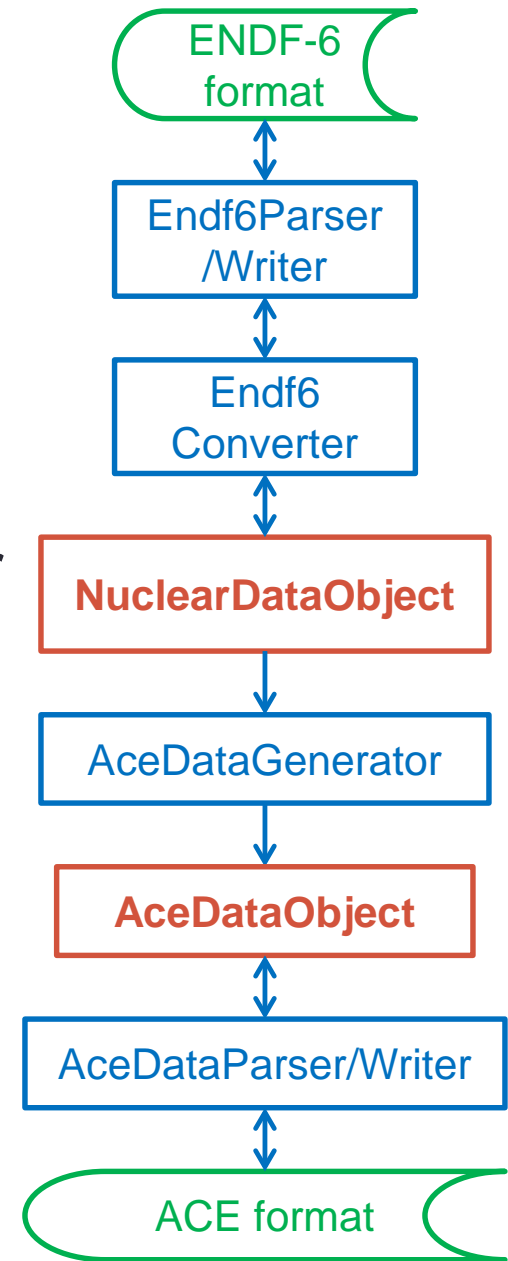 ENDF-6
format
Endf6Parser
/Writer
Endf6
Converter
NuclearDataObject
AceDataGenerator
AceDataObject
AceDataParser/Writer
ACE format